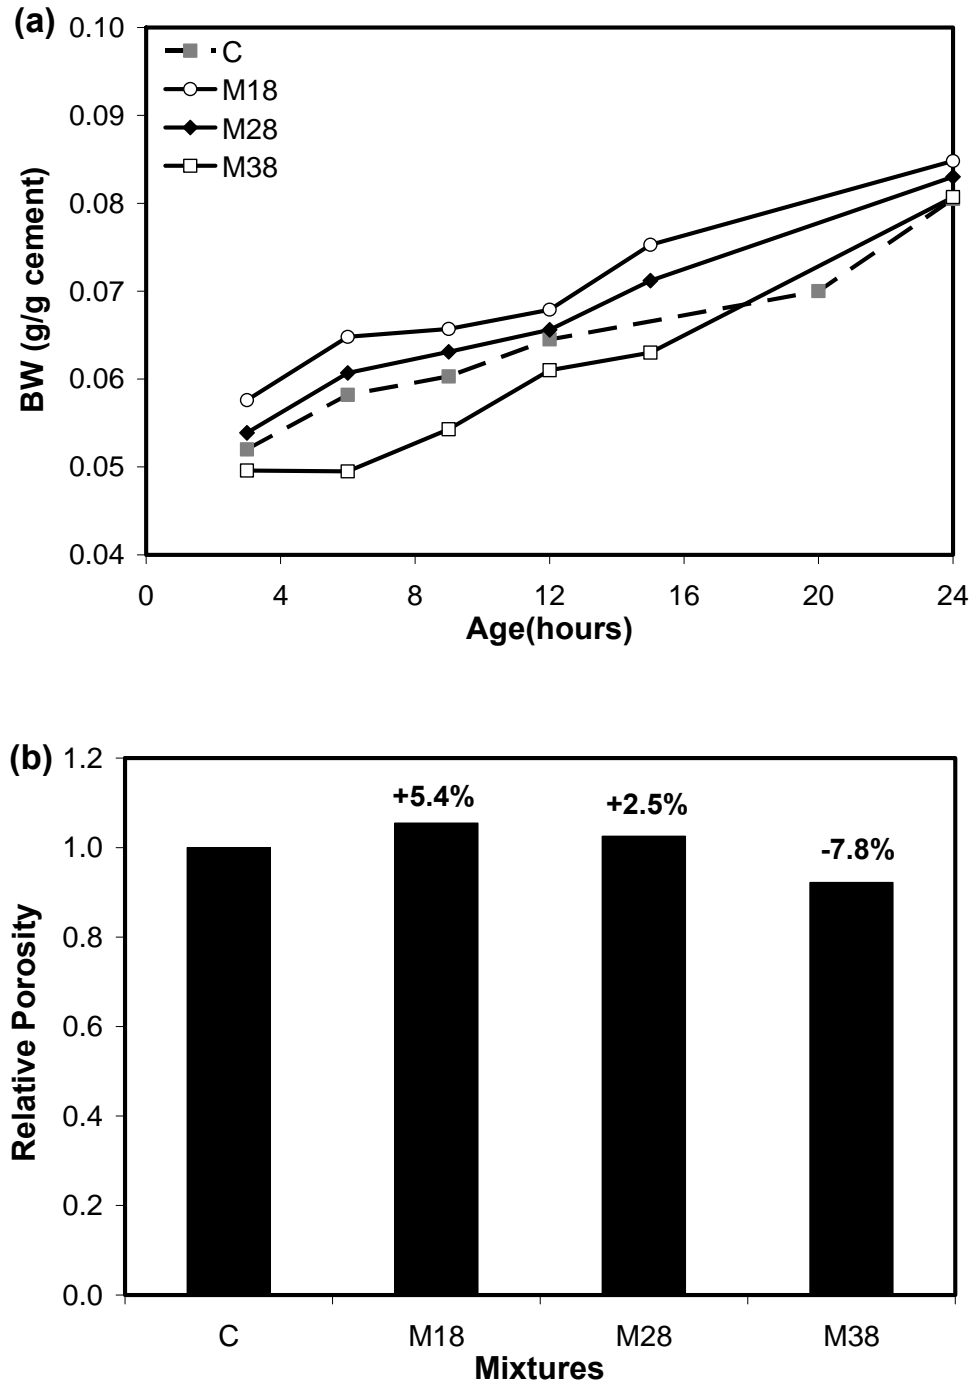 (a)
0.10
0.09
0.08
0.07
0.06
0.05
0.04
BW (g/g cement)
C
M18
M28
M38
0 4 8 12 16 20 24
Age(hours)
(b)
1.2
1.0
0.8
0.6
0.4
0.2
0.0
Relative Porosity
+5.4%
+2.5%
-7.8%
C M18 M28 M38
Mixtures